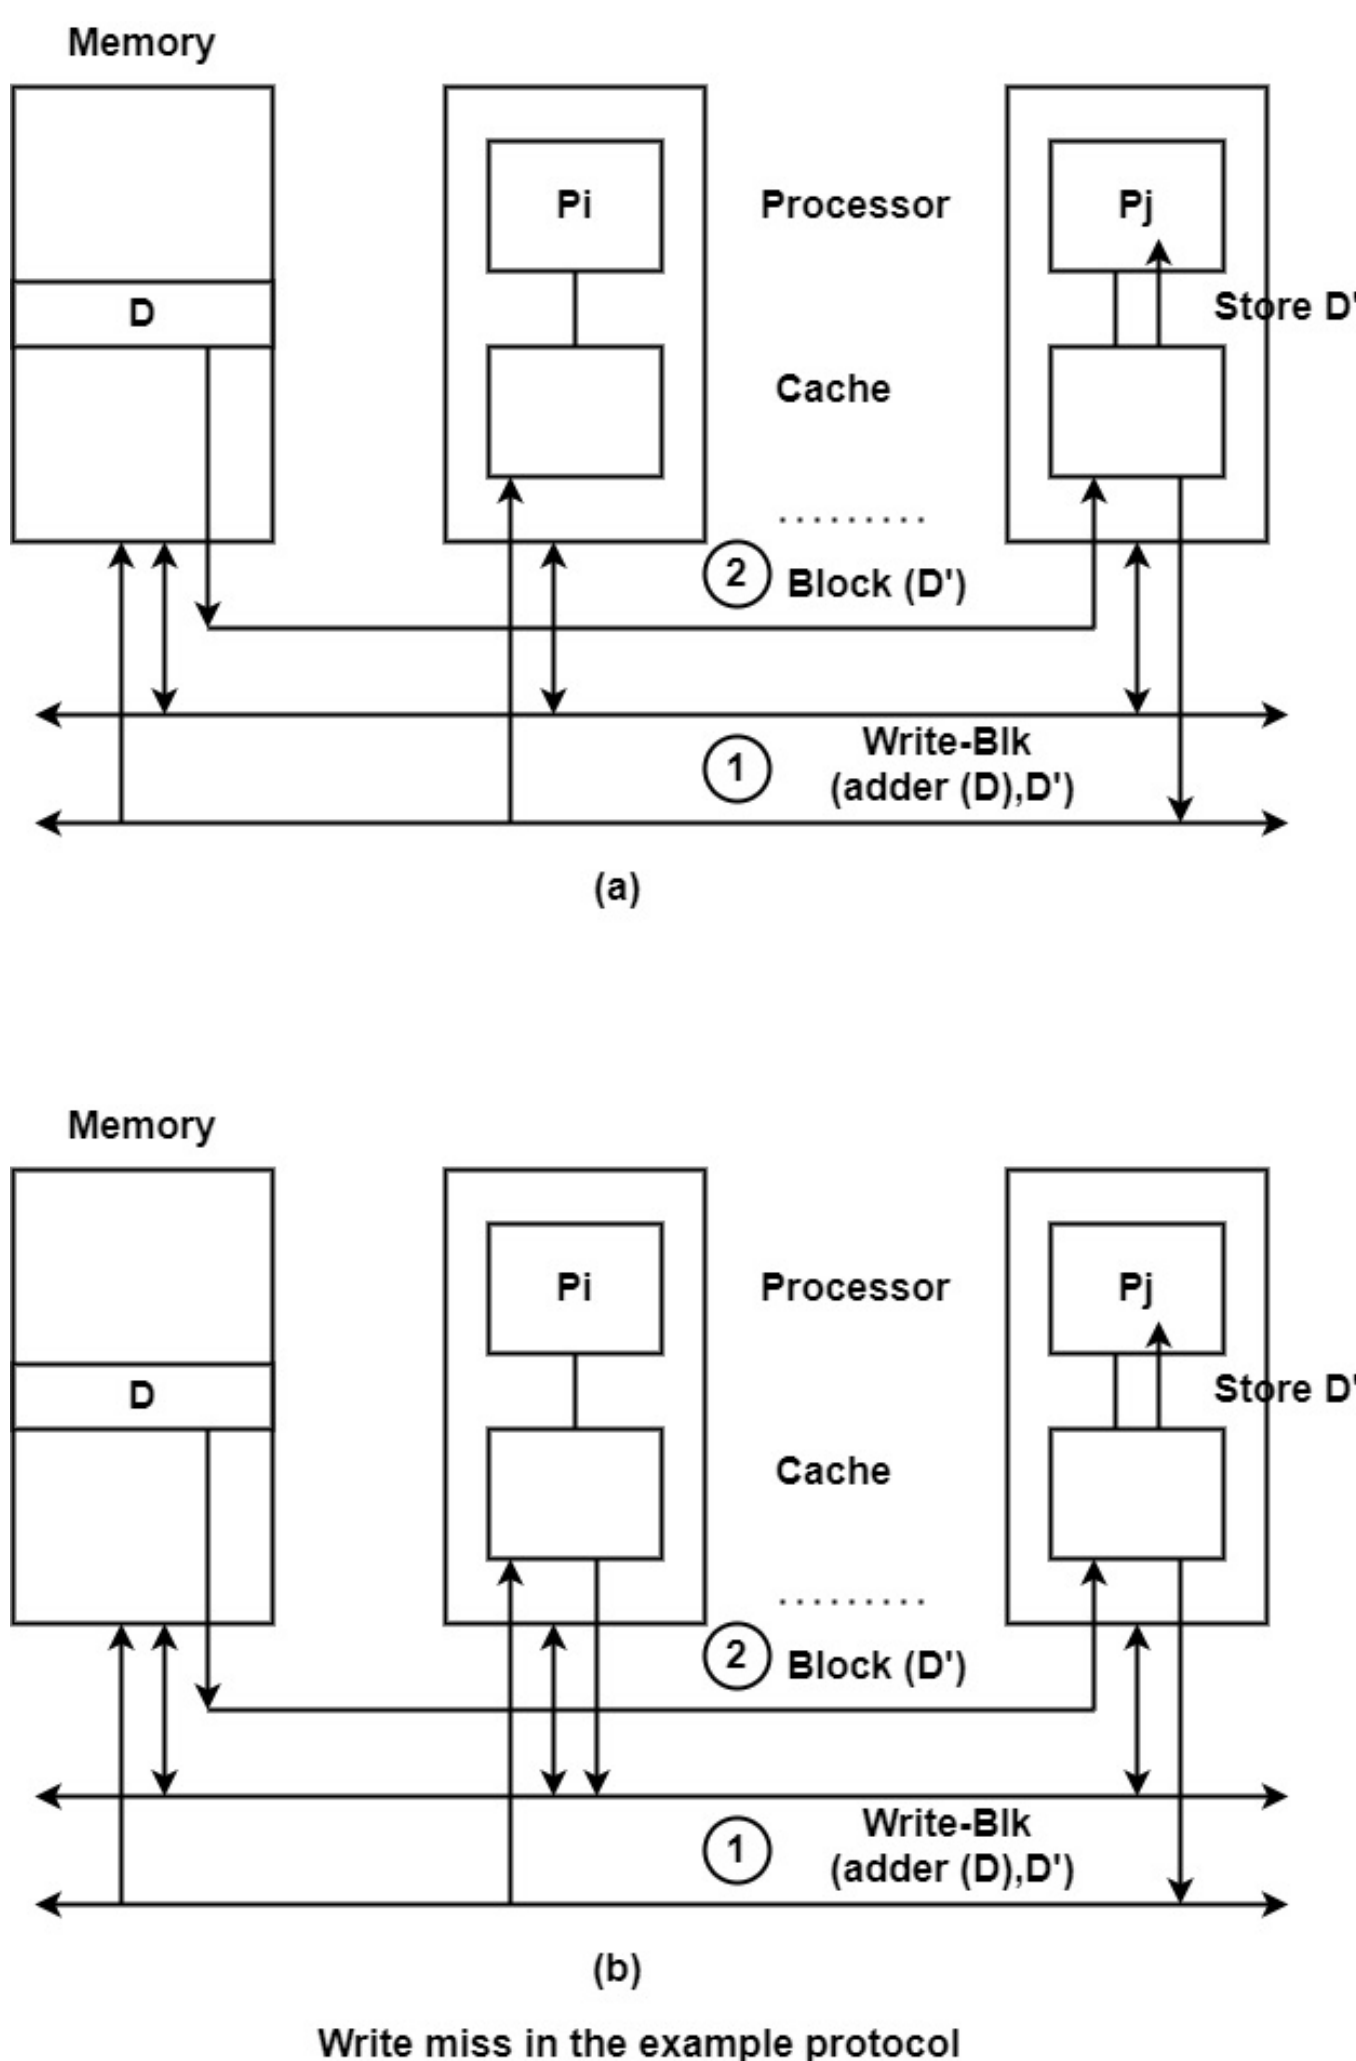 Memory
Pi
Processor
Pj
D
Store D'
Cache
.........
2 Block (D')
1 Write-Blk
(adder (D),D')
(a)
Memory
Pi
Processor
Pj
D
Store D'
Cache
.........
2 Block (D')
1 Write-Blk
(adder (D),D')
(b)
Write miss in the example protocol